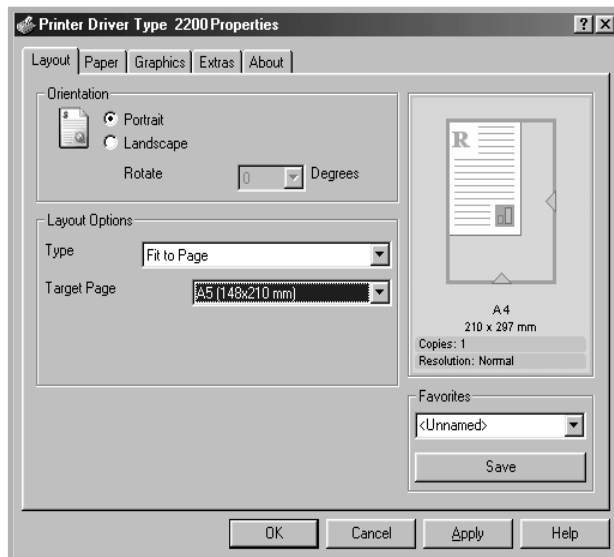 Printer Driver Type 2200 Properties
Layout
Paper
Graphics
Extras
About
Orientation
Portrait
Landscape
Rotate
0
Degrees
Layout Options
Type
Fit to Page
Target Page
A5 (148x210 mm)
R
A4
210 x 297 mm
Copies: 1
Resolution: Normal
Favorites
<Unnamed>
Save
OK
Cancel
Apply
Help